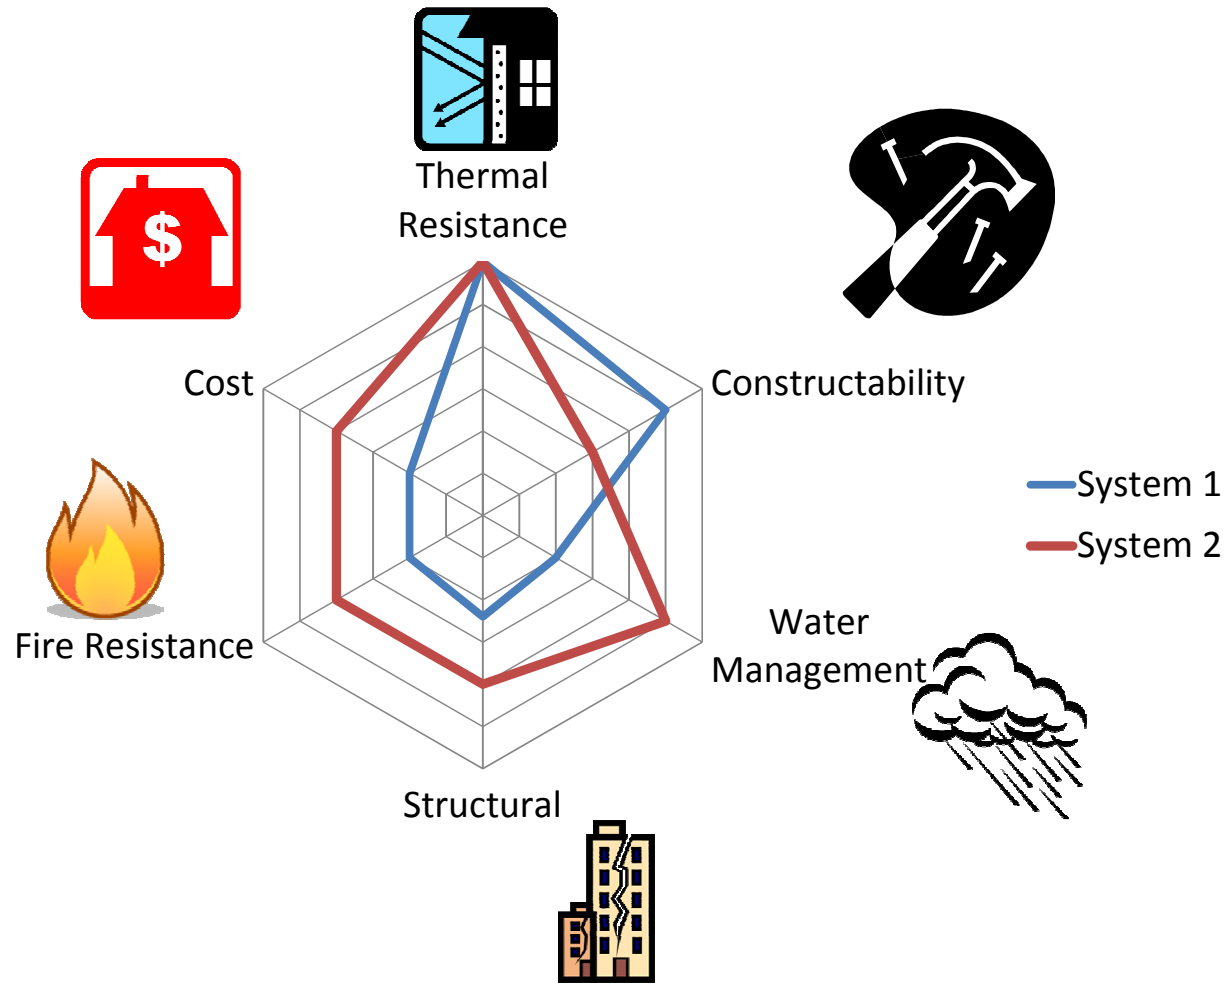 Thermal
Resistance
$
Cost
Constructability
System 1
System 2
Fire Resistance
Water
Management
Structural